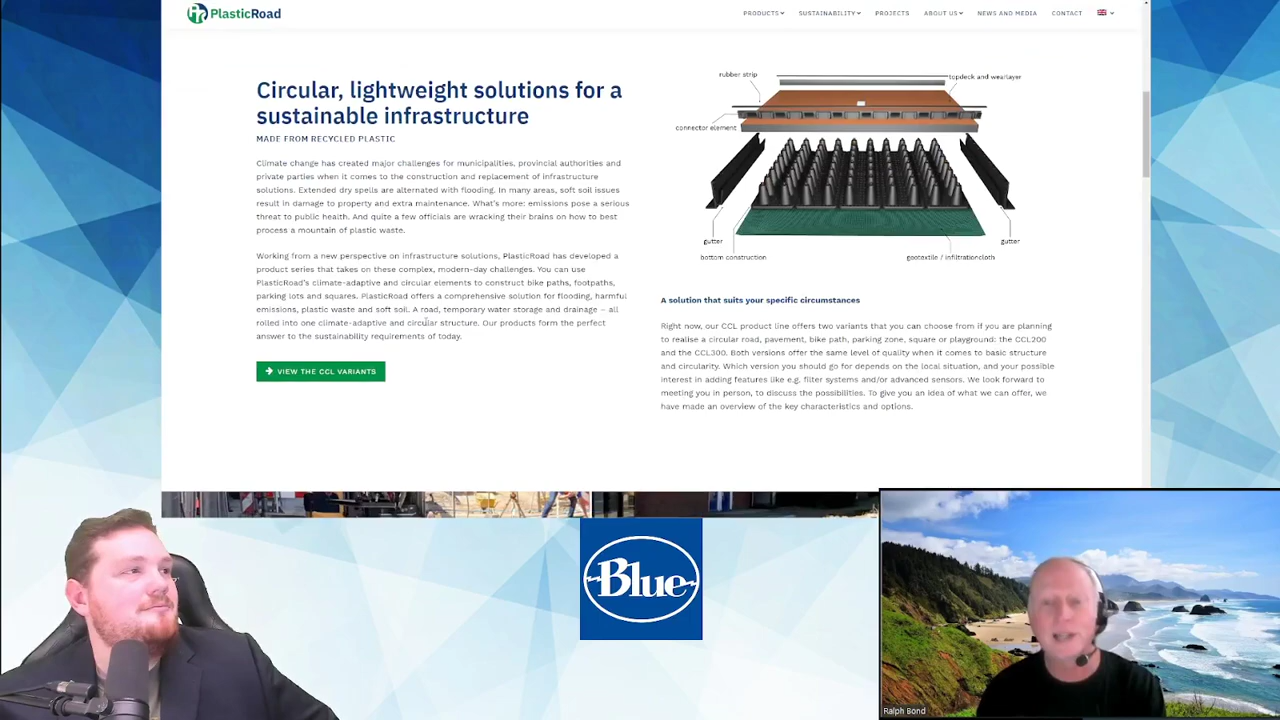 PlasticRoad
PRODUCTS
SUSTAINABILITY
PROJECTS
ABOUT US
NEWS AND MEDIA
CONTACT
Circular, lightweight solutions for a
sustainable infrastructure
MADE FROM RECYCLED PLASTIC
Climate change has created major challenges for municipalities, provincial authorities and
private parties when it comes to the construction and replacement of infrastructure
solutions. Extended dry spells are alternated with flooding. In many areas, soft soil issues
result in damage to property and extra maintenance. What's more: emissions pose a serious
threat to public health. And quite a few officials are wracking their brains on how to best
process a mountain of plastic waste.
Working from a new perspective on infrastructure solutions, PlasticRoad has developed a
product series that takes on these complex, modern-day challenges. You can use
PlasticRoad's climate-adaptive and circular elements to construct bike paths, footpaths,
parking lots and squares. PlasticRoad offers a comprehensive solution for flooding, harmful
emissions, plastic waste and soft soil. A road, temporary water storage and drainage – all
rolled into one climate-adaptive and circular structure. Our products form the perfect
answer to the sustainability requirements of today.
VIEW THE CCL VARIANTS
rubber strip
topdeck and wearlayer
connector element
gutter
gutter
bottom construction
geotextile / infiltrationcloth
A solution that suits your specific circumstances
Right now, our CCL product line offers two variants that you can choose from if you are planning
to realise a circular road, pavement, bike path, parking zone, square or playground: the CCL200
and the CCL300. Both versions offer the same level of quality when it comes to basic structure
and circularity. Which version you should go for depends on the local situation, and your possible
interest in adding features like e.g. filter systems and/or advanced sensors. We look forward to
meeting you in person, to discuss the possibilities. To give you an idea of what we can offer, we
have made an overview of the key characteristics and options.
Blue
Ralph Bond